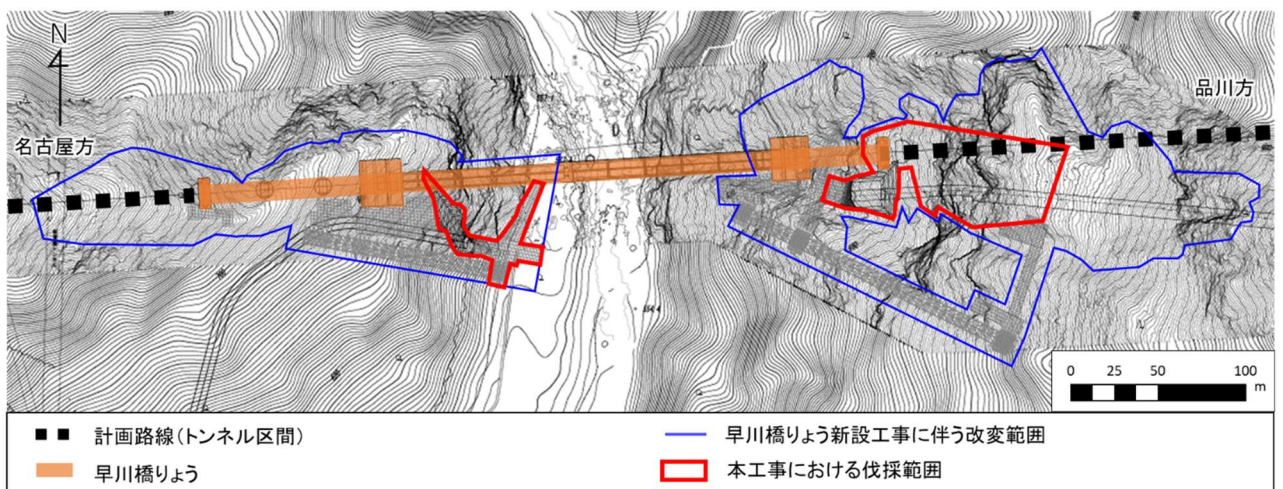 N
名古屋方
品川方
0 25 50 100
m
計画路線(トンネル区間)
早川橋りょう新設工事に伴う改変範囲
早川橋りょう
本工事における伐採範囲